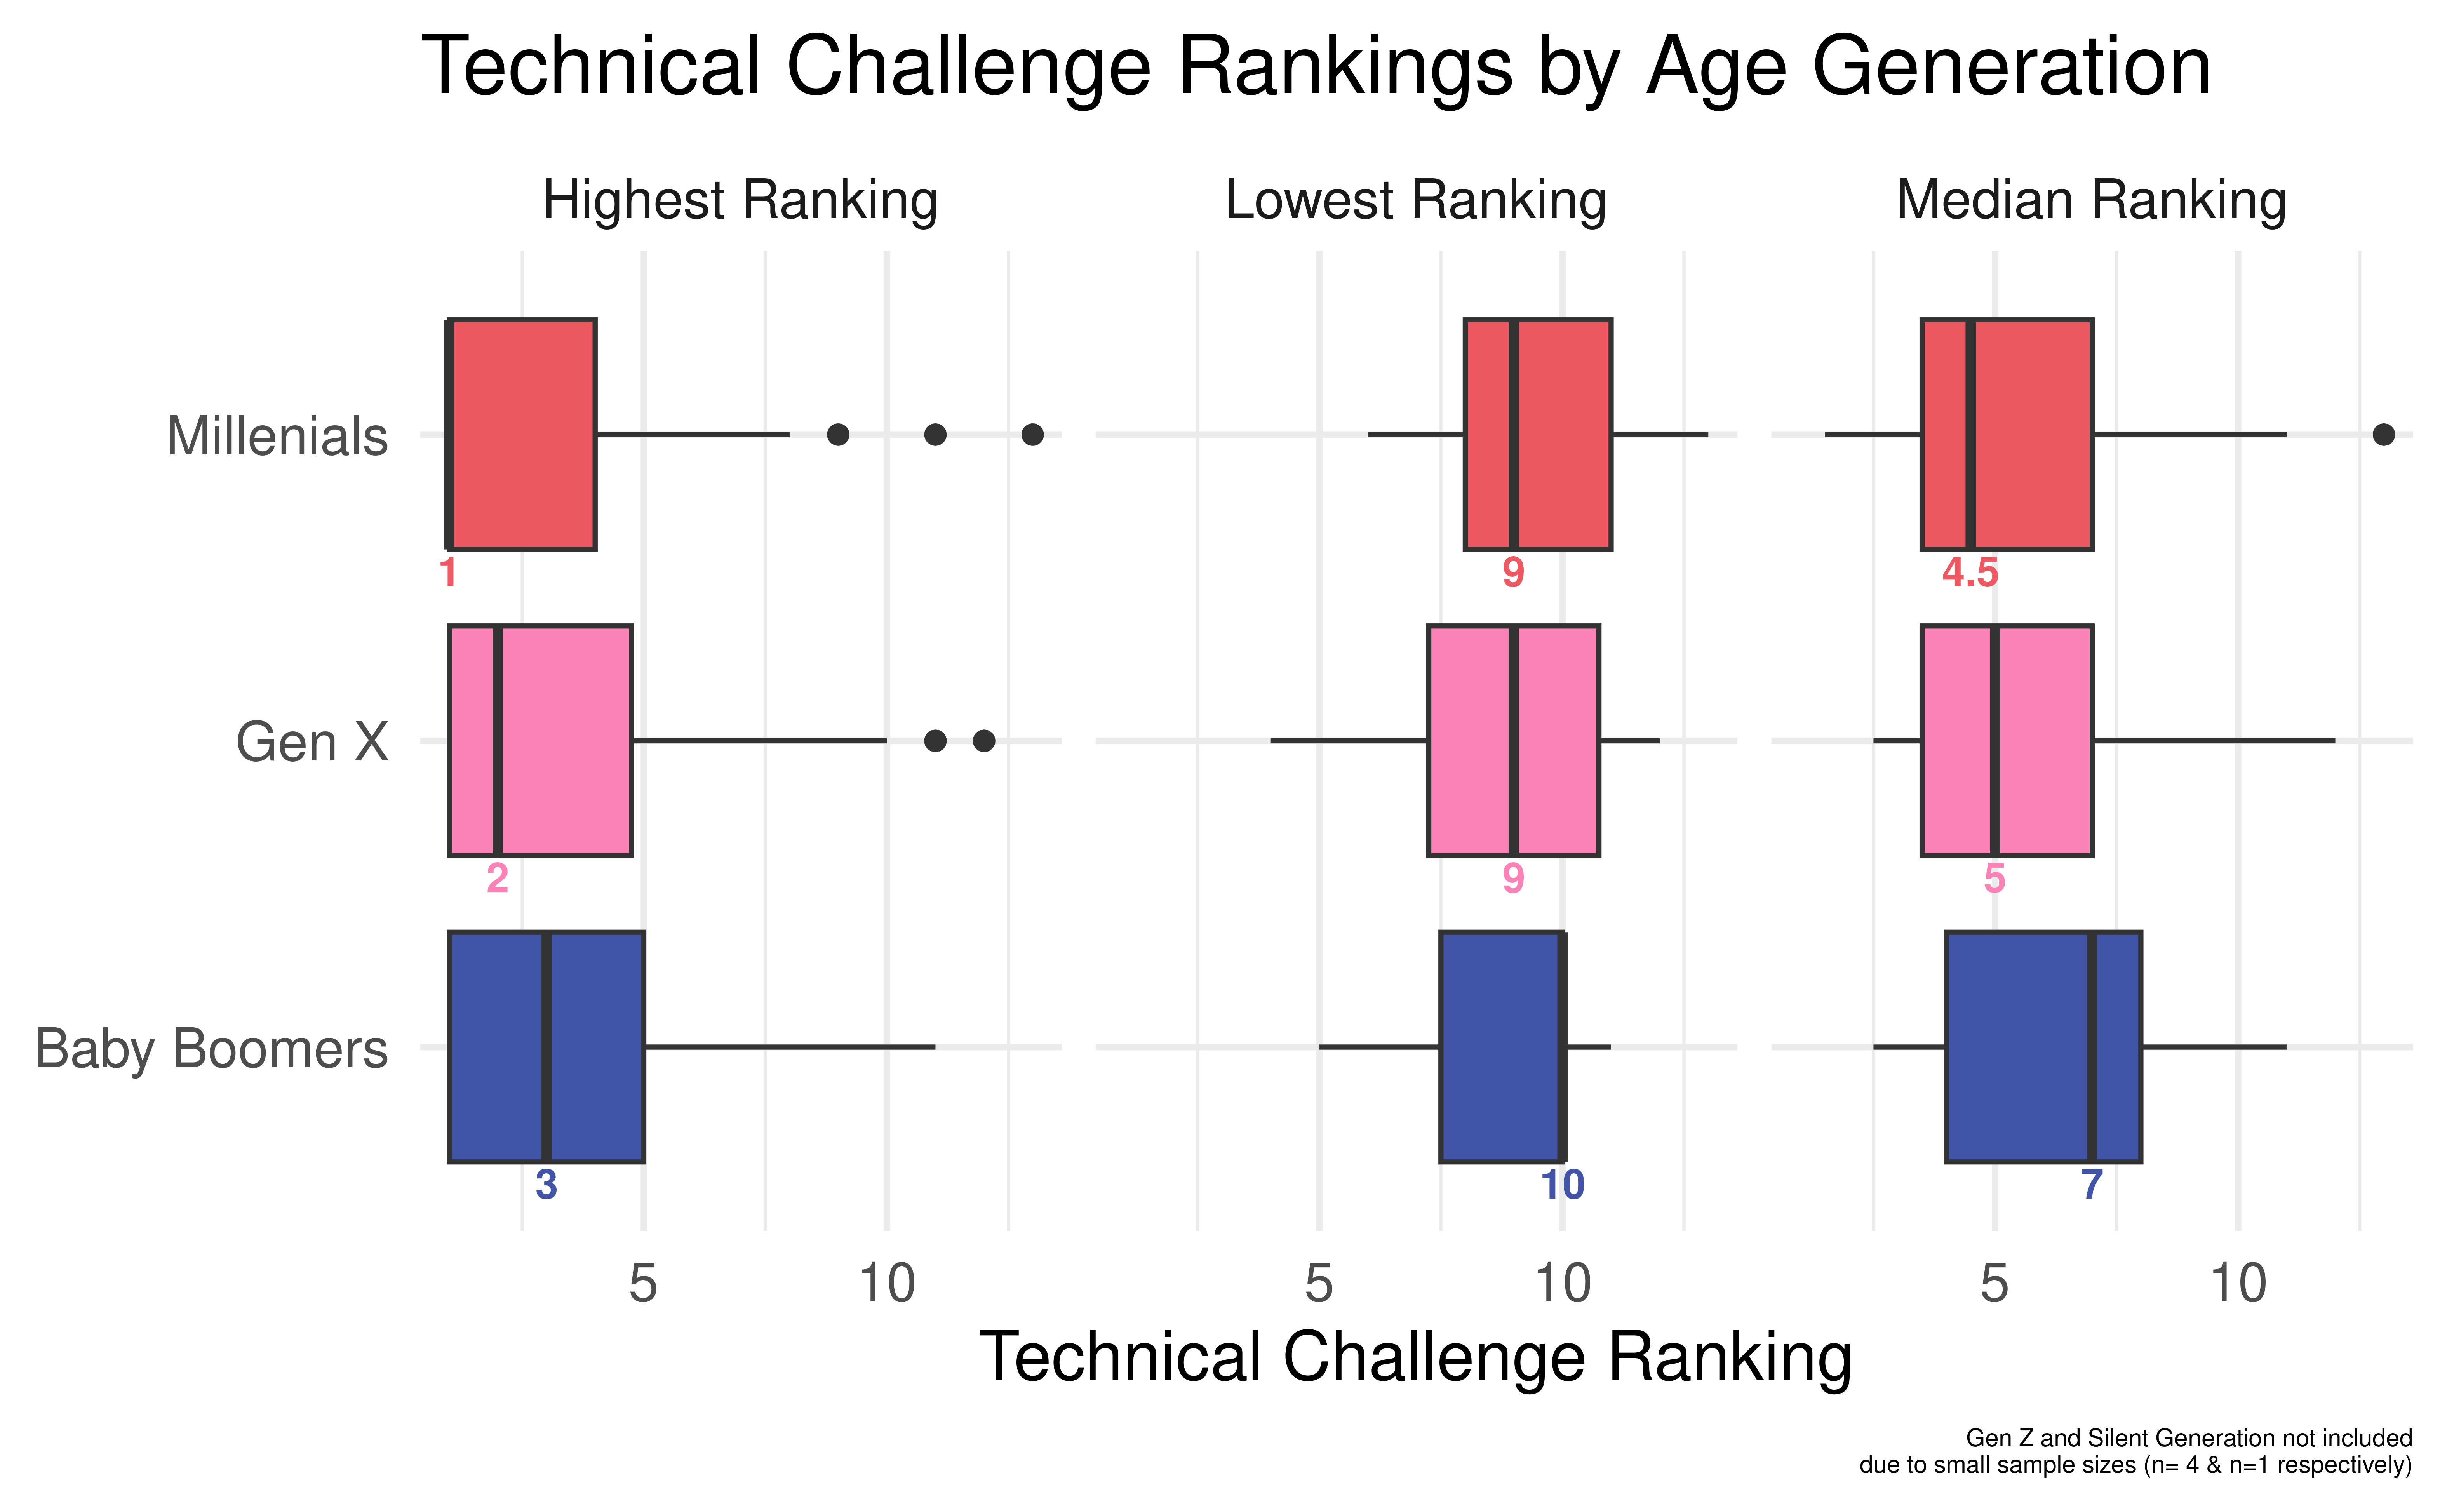 Technical Challenge Rankings by Age Generation
Highest Ranking
Lowest Ranking
Median Ranking
Millenials
1
9
4.5
Gen X
2
9
5
Baby Boomers
3
10
7
5 10
5 10
5 10
Technical Challenge Ranking
Gen Z and Silent Generation not included
due to small sample sizes (n= 4 & n=1 respectively)